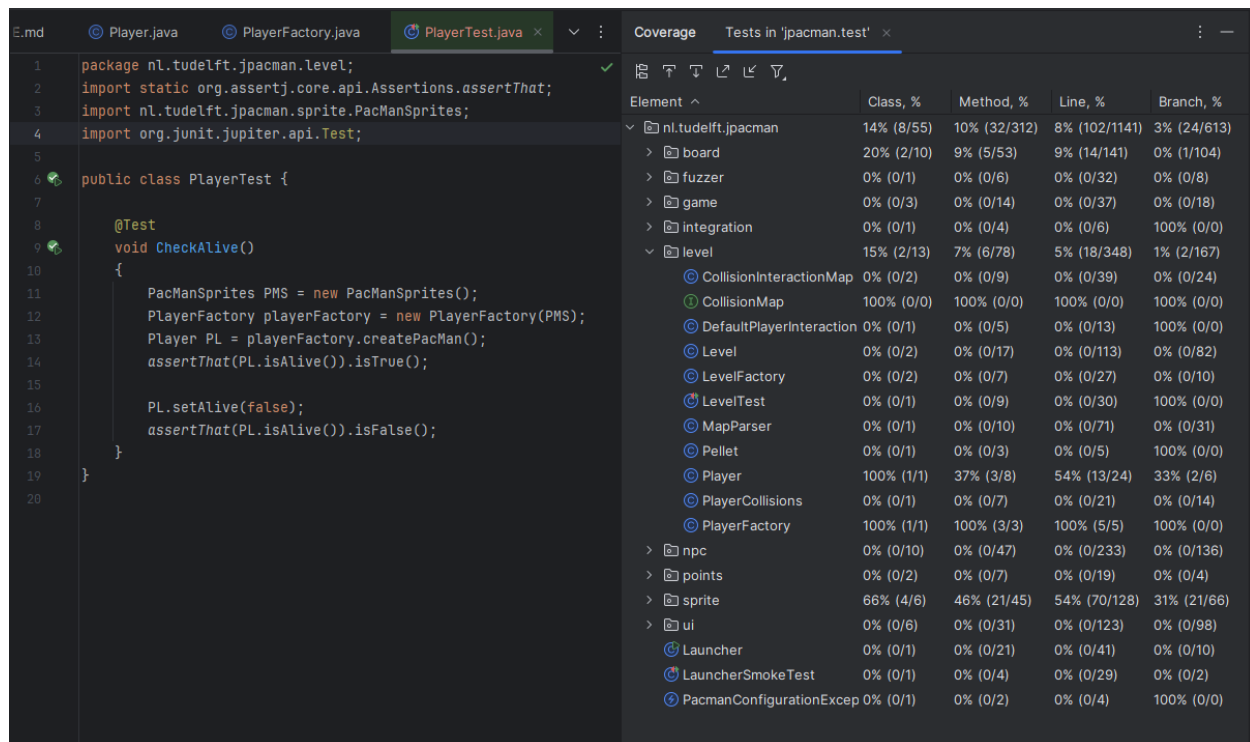 E.md Player.java PlayerFactory.java PlayerTest.java
1 package nl.tudelft.jpacman.level;
2 import static org.assertj.core.api.Assertions.assertThat;
3 import nl.tudelft.jpacman.sprite.PacManSprites;
4 import org.junit.jupiter.api.Test;
5
6 public class PlayerTest {
7
8 @Test
9 void CheckAlive()
10 {
11 PacManSprites PMS = new PacManSprites();
12 PlayerFactory playerFactory = new PlayerFactory(PMS);
13 Player PL = playerFactory.createPacMan();
14 assertThat(PL.isAlive()).isTrue();
15
16 PL.setAlive(false);
17 assertThat(PL.isAlive()).isFalse();
18 }
19 }
20
Coverage Tests in 'jpacman.test'
Element Class, % Method, % Line, % Branch, %
nl.tudelft.jpacman 14% (8/55) 10% (32/312) 8% (102/1141) 3% (24/613)
board 20% (2/10) 9% (5/53) 9% (14/141) 0% (1/104)
fuzzer 0% (0/1) 0% (0/6) 0% (0/32) 0% (0/8)
game 0% (0/3) 0% (0/14) 0% (0/37) 0% (0/18)
integration 0% (0/1) 0% (0/4) 0% (0/6) 100% (0/0)
level 15% (2/13) 7% (6/78) 5% (18/348) 1% (2/167)
CollisionInteractionMap 0% (0/2) 0% (0/9) 0% (0/39) 0% (0/24)
CollisionMap 100% (0/0) 100% (0/0) 100% (0/0) 100% (0/0)
DefaultPlayerInteraction 0% (0/1) 0% (0/5) 0% (0/13) 100% (0/0)
Level 0% (0/2) 0% (0/17) 0% (0/113) 0% (0/82)
LevelFactory 0% (0/2) 0% (0/7) 0% (0/27) 0% (0/10)
LevelTest 0% (0/1) 0% (0/9) 0% (0/30) 100% (0/0)
MapParser 0% (0/1) 0% (0/10) 0% (0/71) 0% (0/31)
Pellet 0% (0/1) 0% (0/3) 0% (0/5) 100% (0/0)
Player 100% (1/1) 37% (3/8) 54% (13/24) 33% (2/6)
PlayerCollisions 0% (0/1) 0% (0/7) 0% (0/21) 0% (0/14)
PlayerFactory 100% (1/1) 100% (3/3) 100% (5/5) 100% (0/0)
npc 0% (0/10) 0% (0/47) 0% (0/233) 0% (0/136)
points 0% (0/2) 0% (0/7) 0% (0/19) 0% (0/4)
sprite 66% (4/6) 46% (21/45) 54% (70/128) 31% (21/66)
ui 0% (0/6) 0% (0/31) 0% (0/123) 0% (0/98)
Launcher 0% (0/1) 0% (0/21) 0% (0/41) 0% (0/10)
LauncherSmokeTest 0% (0/1) 0% (0/4) 0% (0/29) 0% (0/2)
PacmanConfigurationExcep 0% (0/1) 0% (0/2) 0% (0/4) 100% (0/0)